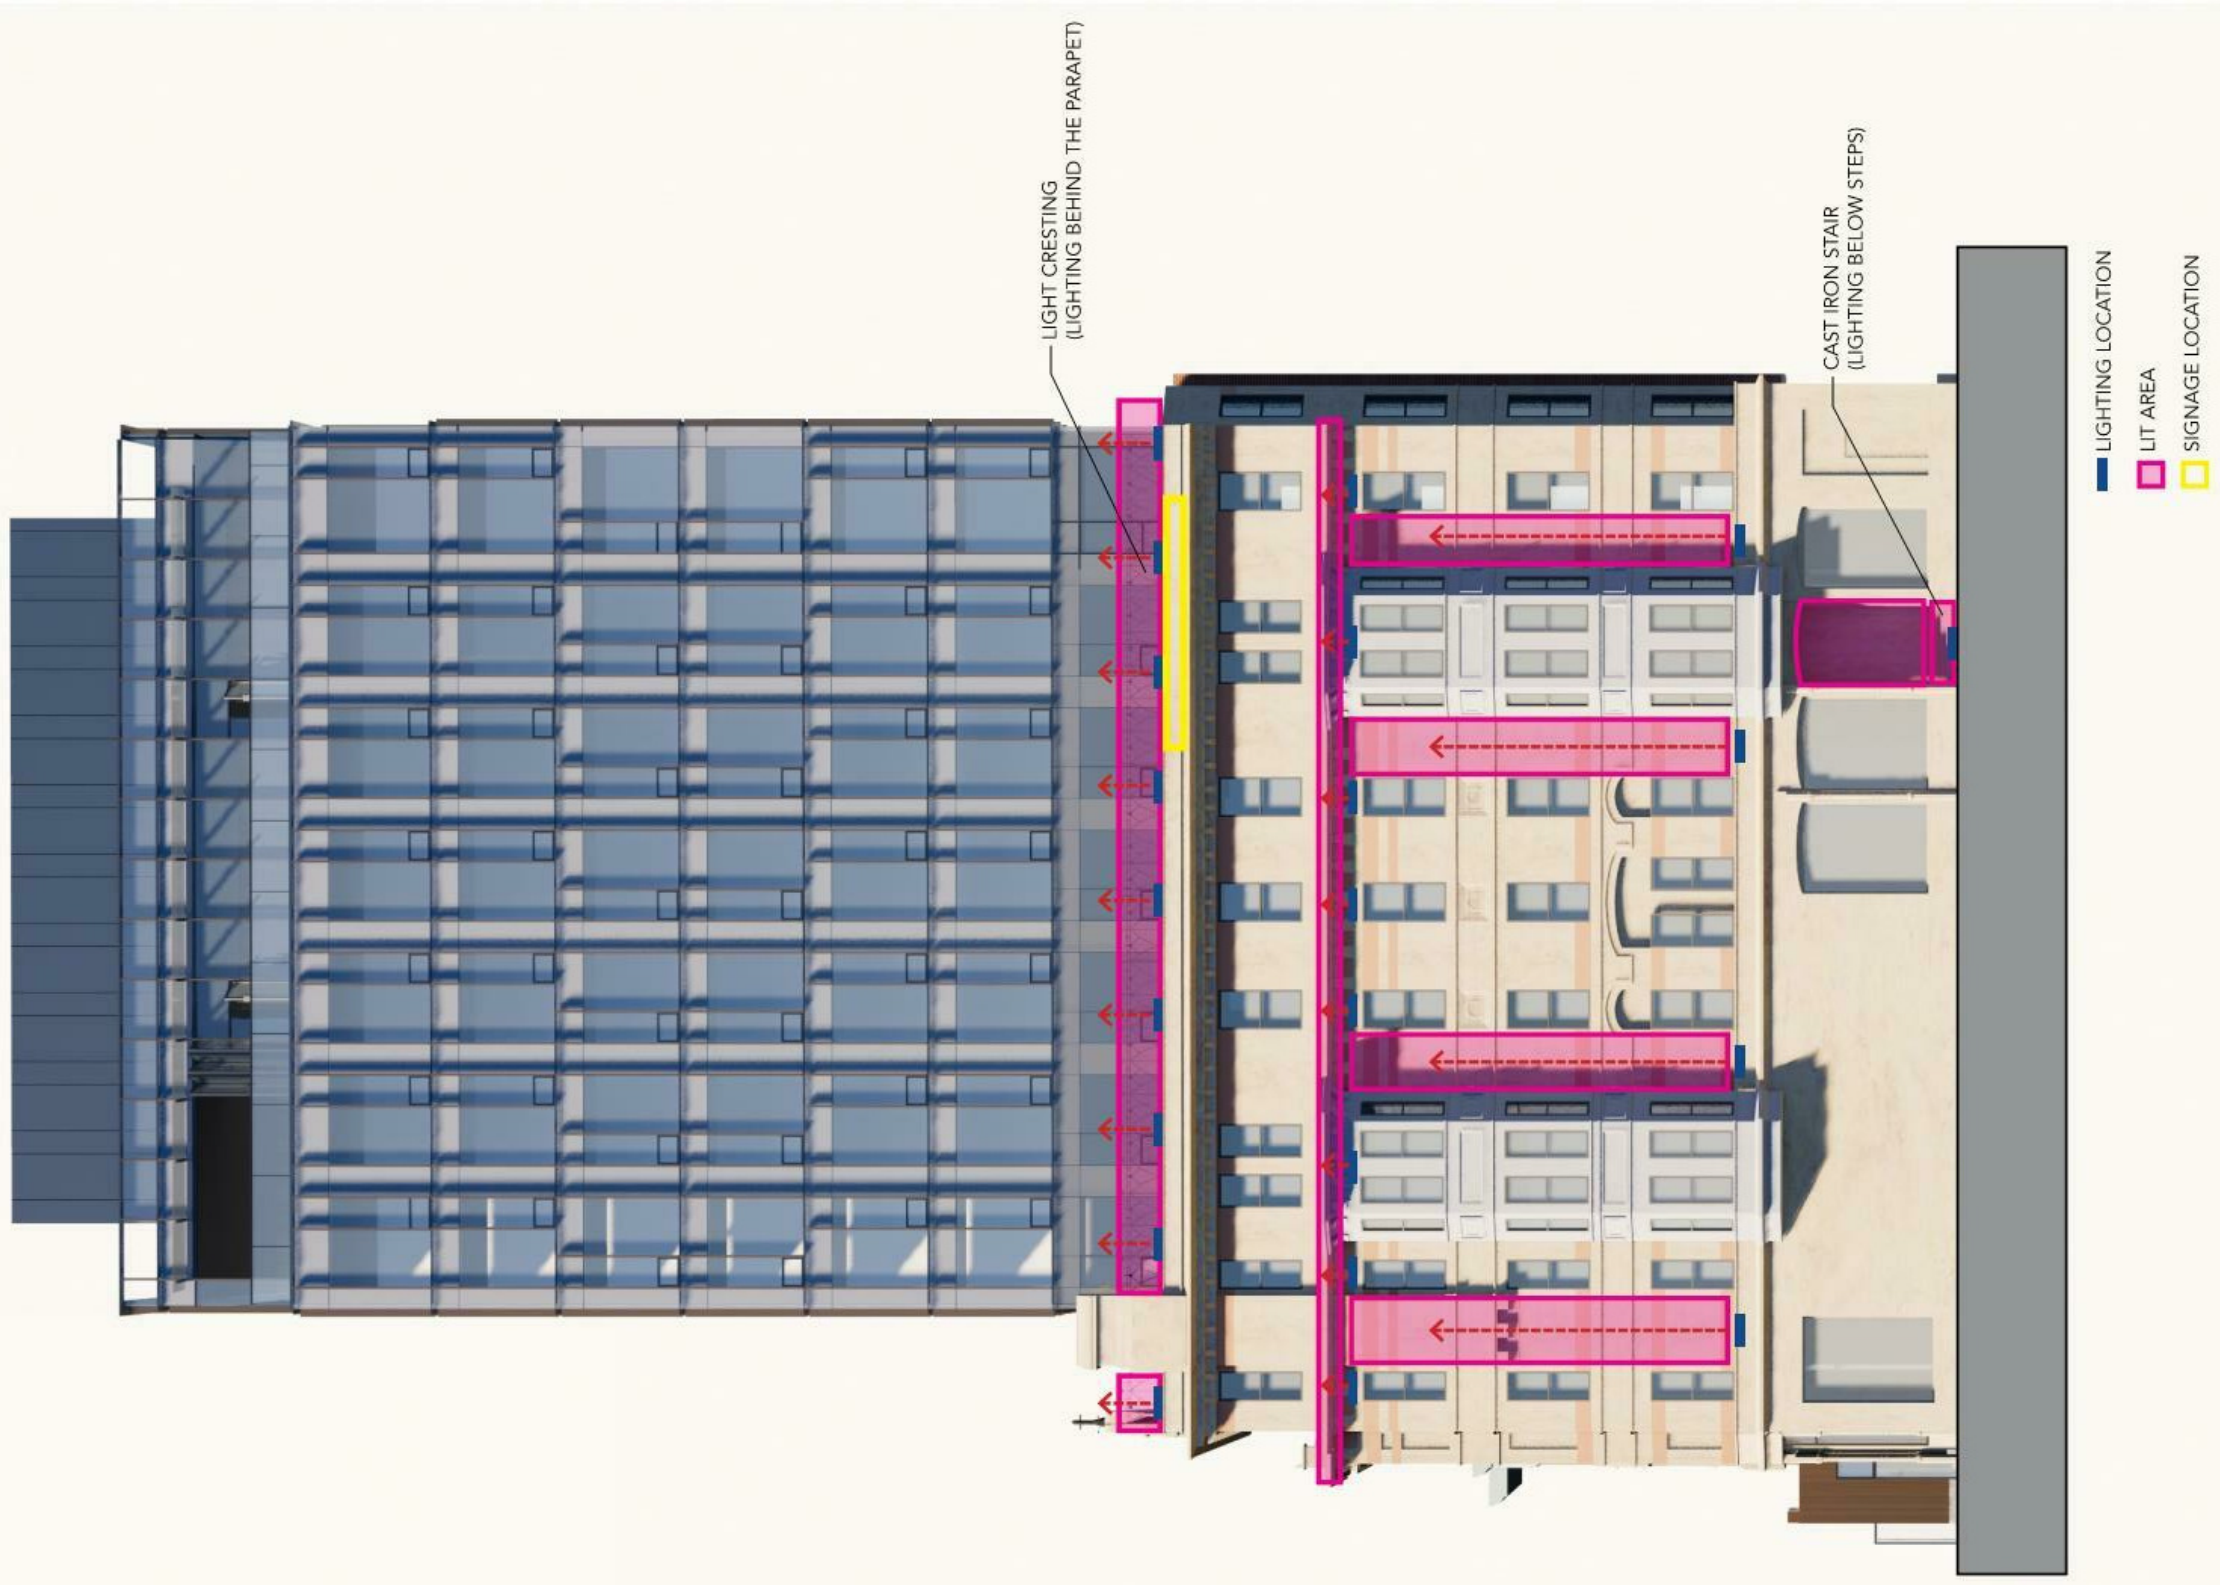 LIGHT CRESTING
(LIGHTING BEHIND THE PARAPET)
CAST IRON STAIR
(LIGHTING BELOW STEPS)
LIGHTING LOCATION
LIT AREA
SIGNAGE LOCATION